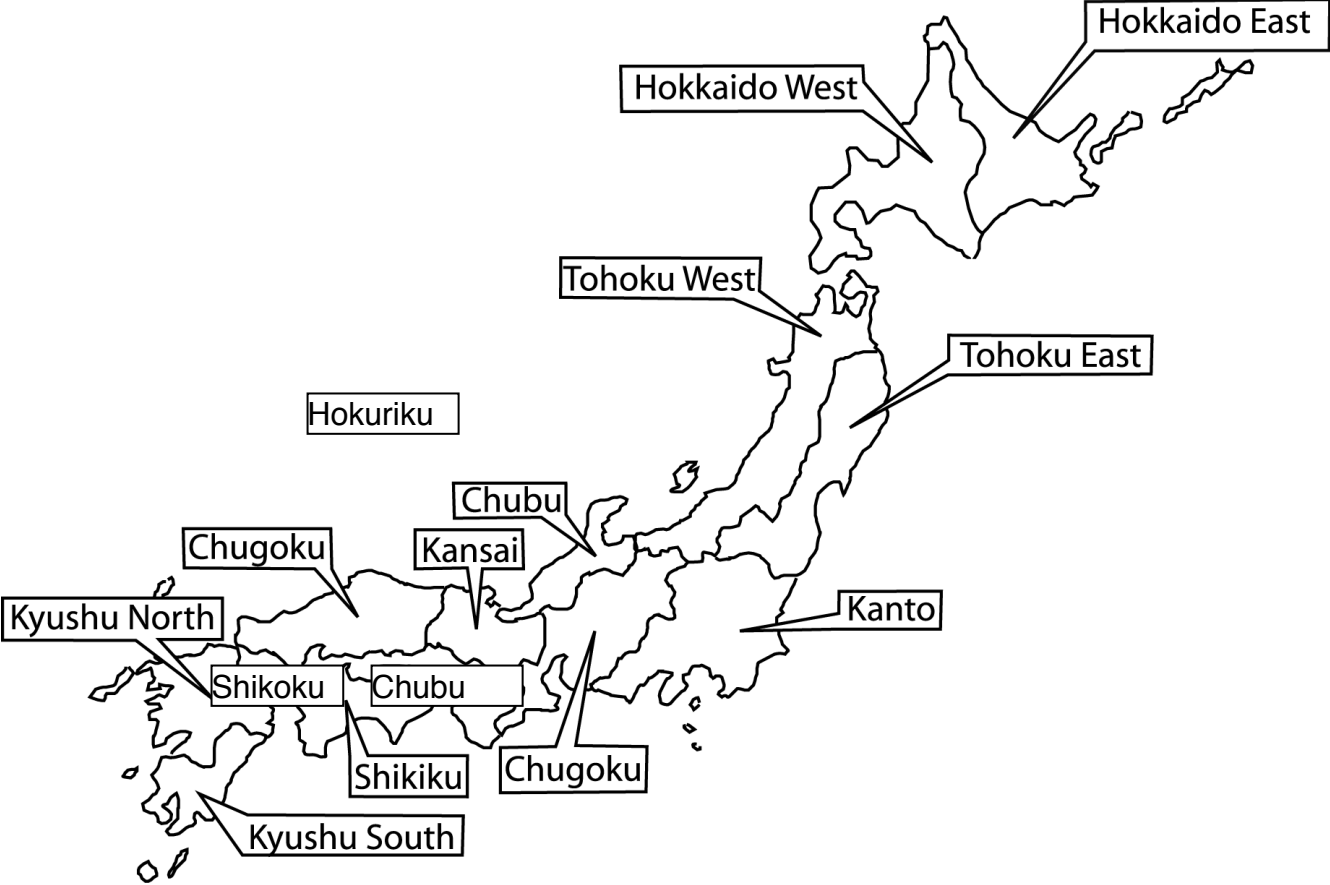 Hokkaido East
Hokkaido West
Tohoku West
Tohoku East
Hokuriku
Chubu
Chugoku
Kansai
Kyushu North
Kanto
Shikoku
Chubu
Shikiku
Chugoku
Kyushu South